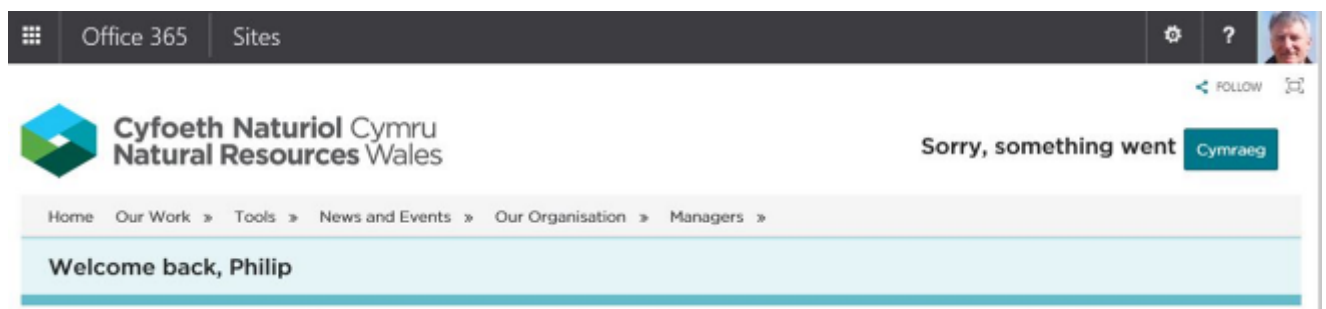 Office 365 Sites ?
FOLLOW
Cyfoeth Naturiol Cymru
Natural Resources Wales
Sorry, something went Cymraeg
Home Our Work » Tools » News and Events » Our Organisation » Managers »
Welcome back, Philip